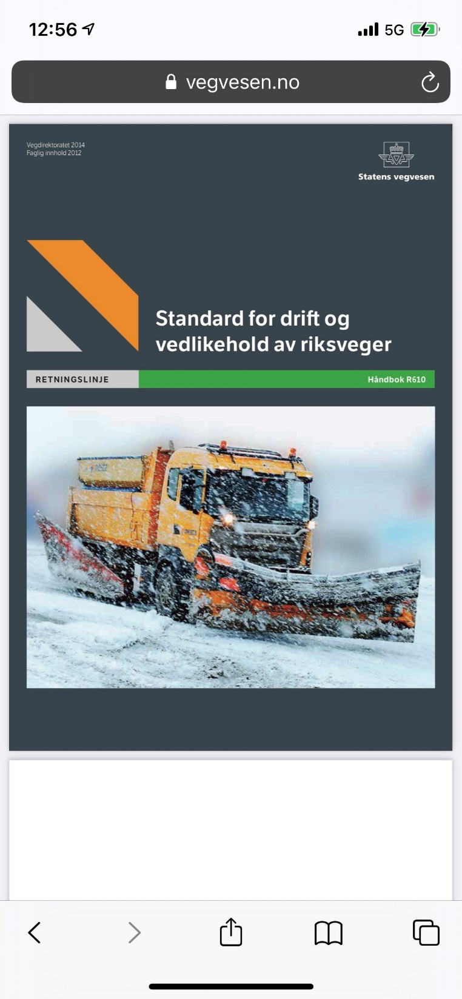 12:56
5G
vegvesen.no
Vegdirektoratet 2014
Faglig innhold 2012
Statens vegvesen
Standard for drift og
vedlikehold av riksveger
RETNINGSLINJE
Håndbok R610